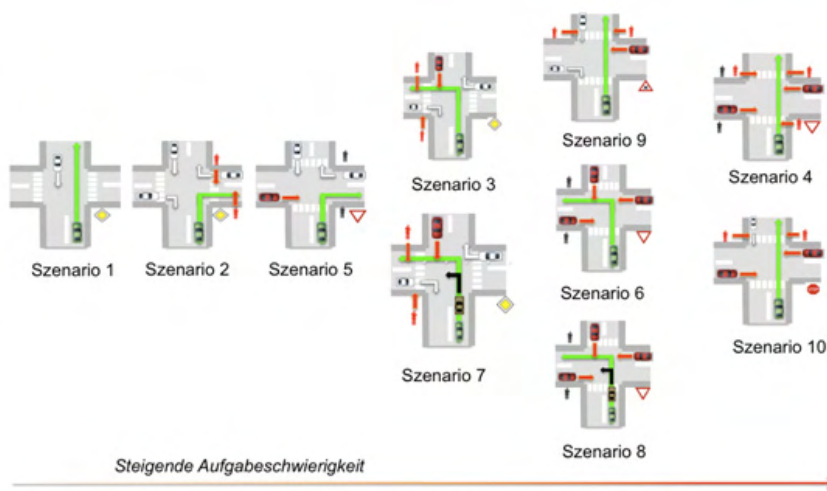 Szenario 9
Szenario 3
Szenario 4
Szenario 1
Szenario 2
Szenario 5
Szenario 6
Szenario 7
Szenario 10
Szenario 8
Steigende Aufgabeschwierigkeit